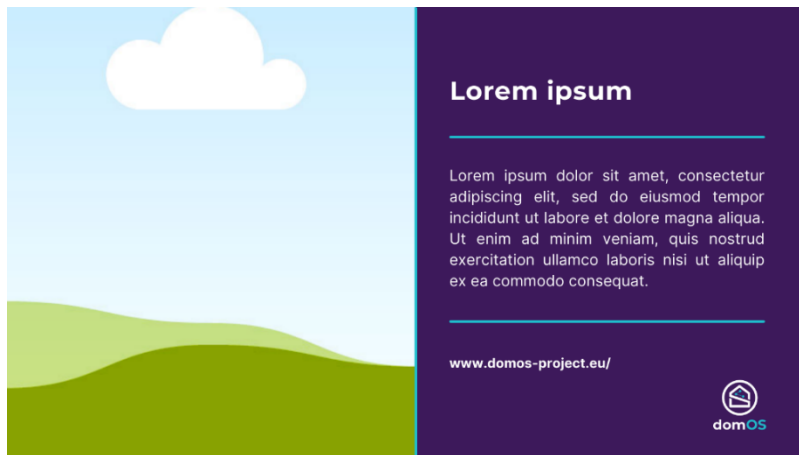 Lorem ipsum
Lorem ipsum dolor sit amet, consectetur
adipiscing elit, sed do eiusmod tempor
incididunt ut labore et dolore magna aliqua.
Ut enim ad minim veniam, quis nostrud
exercitation ullamco laboris nisi ut aliquip
ex ea commodo consequat.
www.domos-project.eu/
domOS